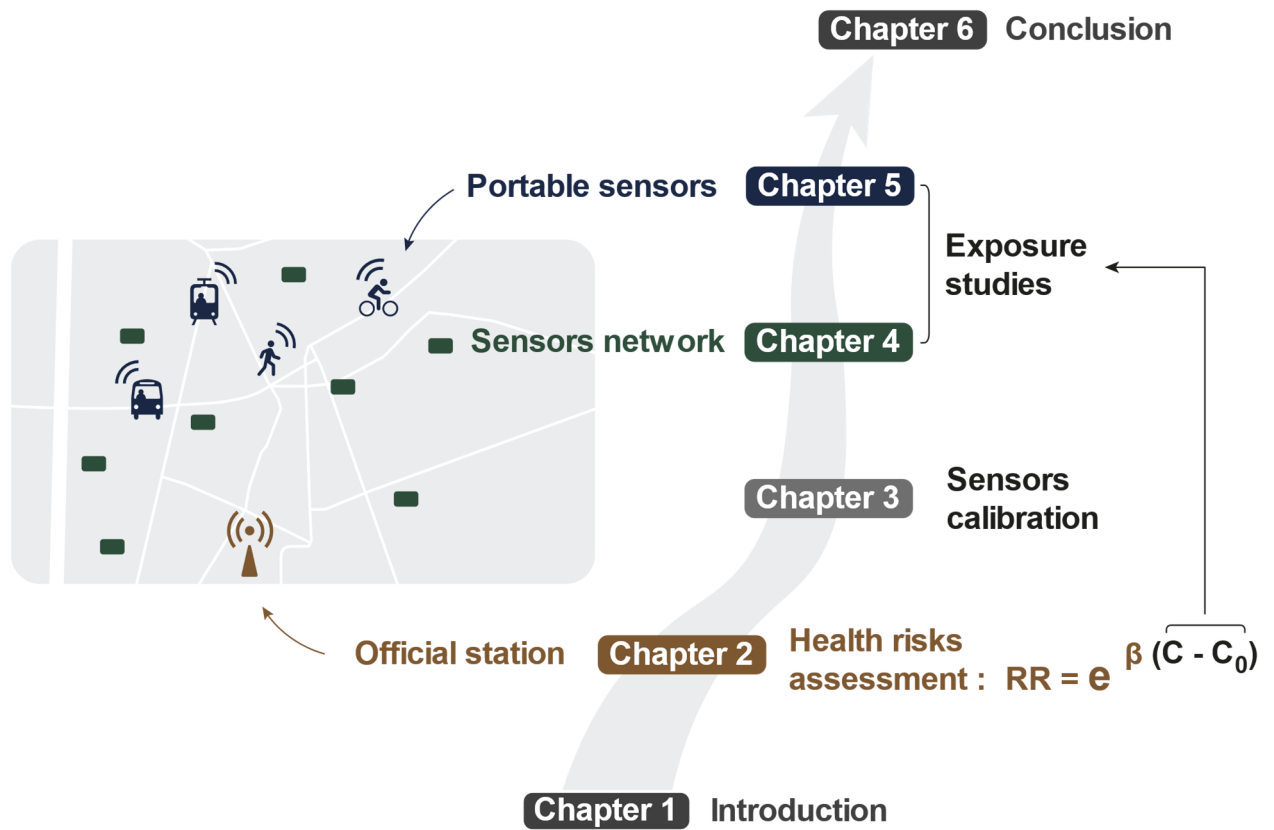 Chapter 6 Conclusion
Portable sensors Chapter 5
Exposure
studies
Sensors network Chapter 4
Chapter 3
Sensors
calibration
Official station Chapter 2
Health risks
assessment : RR = e^β (C - C₀)
Chapter 1 Introduction